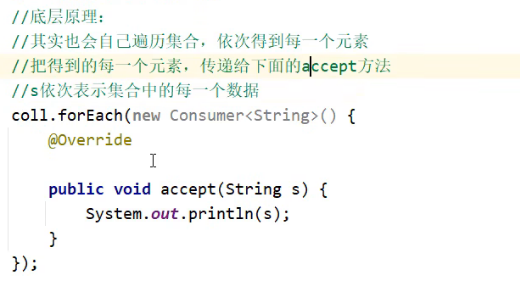 //底层原理：
//其实也会自己遍历集合，依次得到每一个元素
//把得到的每一个元素，传递给下面的accept方法
//s依次表示集合中的每一个数据
coll.forEach(new Consumer<String>() {
    @Override
    public void accept(String s) {
        System.out.println(s);
    }
});